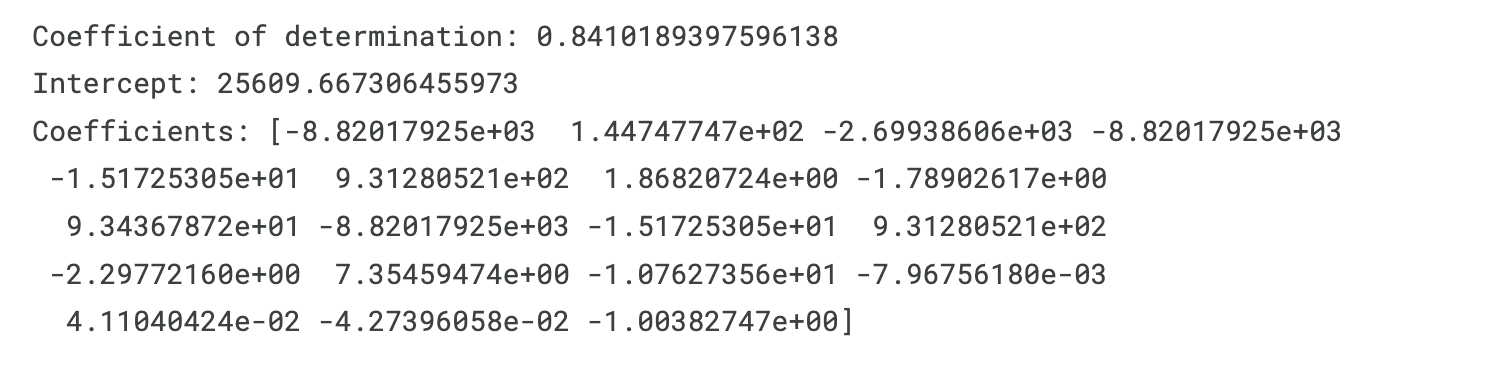 Coefficient of determination: 0.8410189397596138
Intercept: 25609.667306455973
Coefficients: [-8.82017925e+03  1.44747747e+02 -2.69938606e+03 -8.82017925e+03
 -1.51725305e+01  9.31280521e+02  1.86820724e+00 -1.78902617e+00
  9.34367872e+01 -8.82017925e+03 -1.51725305e+01  9.31280521e+02
 -2.29772160e+00  7.35459474e+00 -1.07627356e+01 -7.96756180e-03
  4.11040424e-02 -4.27396058e-02 -1.00382747e+00]